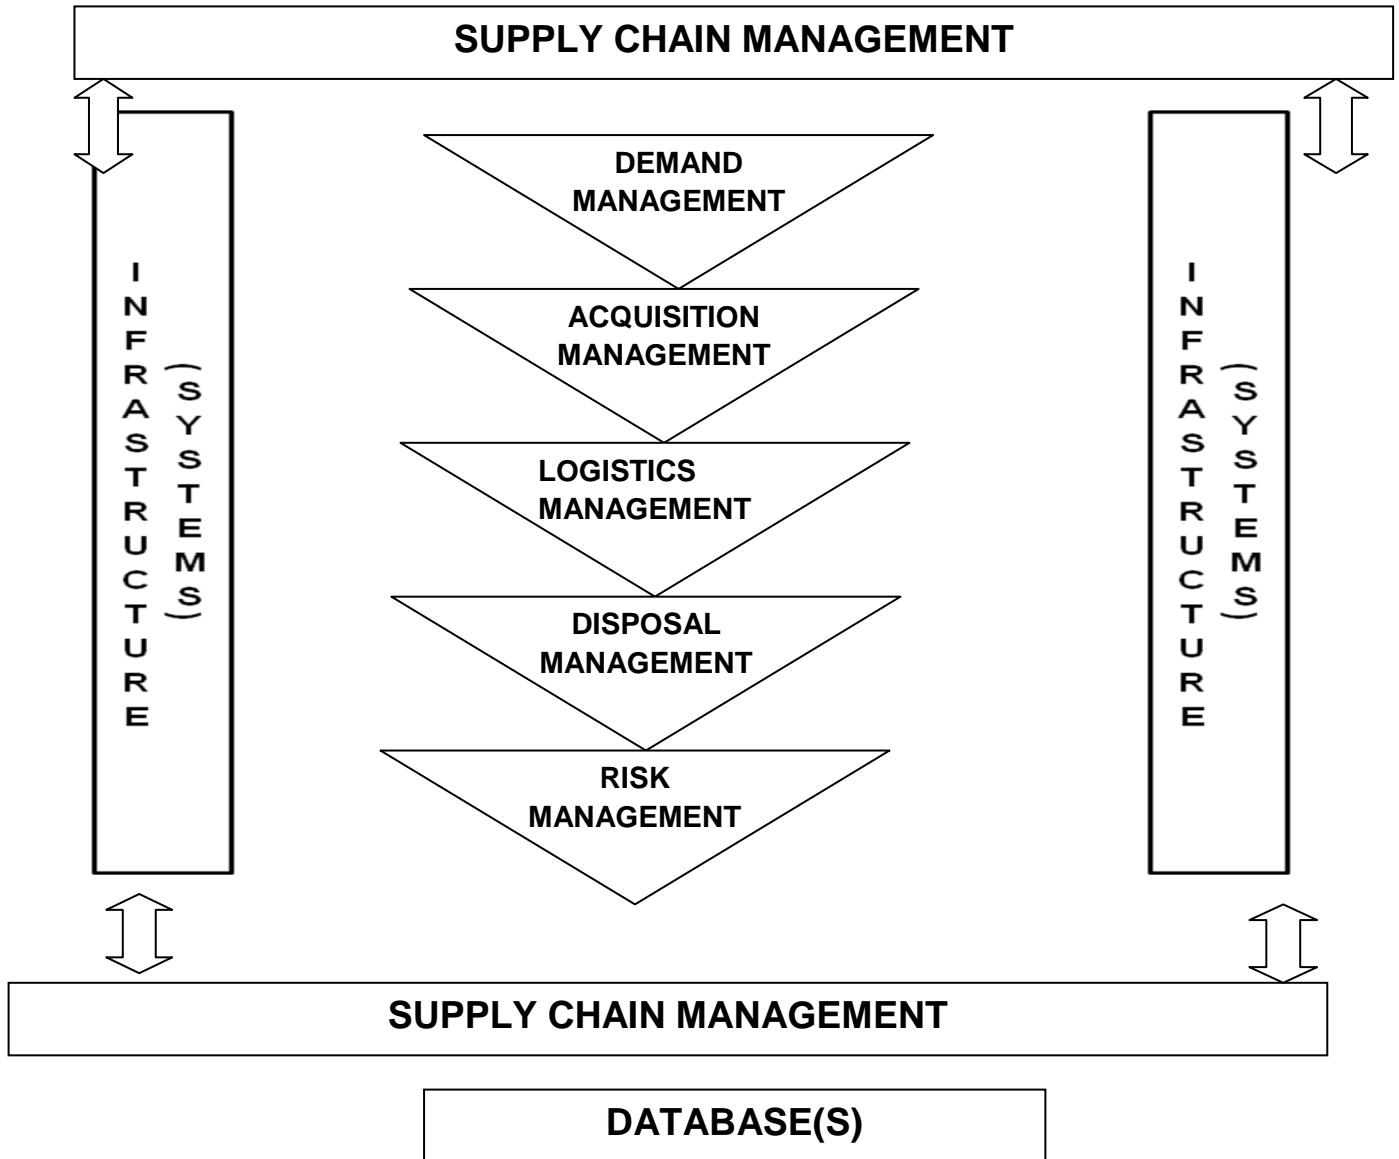 SUPPLY CHAIN MANAGEMENT
INFRASTRUCTURE
(SYSTEMS)
DEMAND
MANAGEMENT
ACQUISITION
MANAGEMENT
LOGISTICS
MANAGEMENT
DISPOSAL
MANAGEMENT
RISK
MANAGEMENT
INFRASTRUCTURE
(SYSTEMS)
SUPPLY CHAIN MANAGEMENT
DATABASE(S)